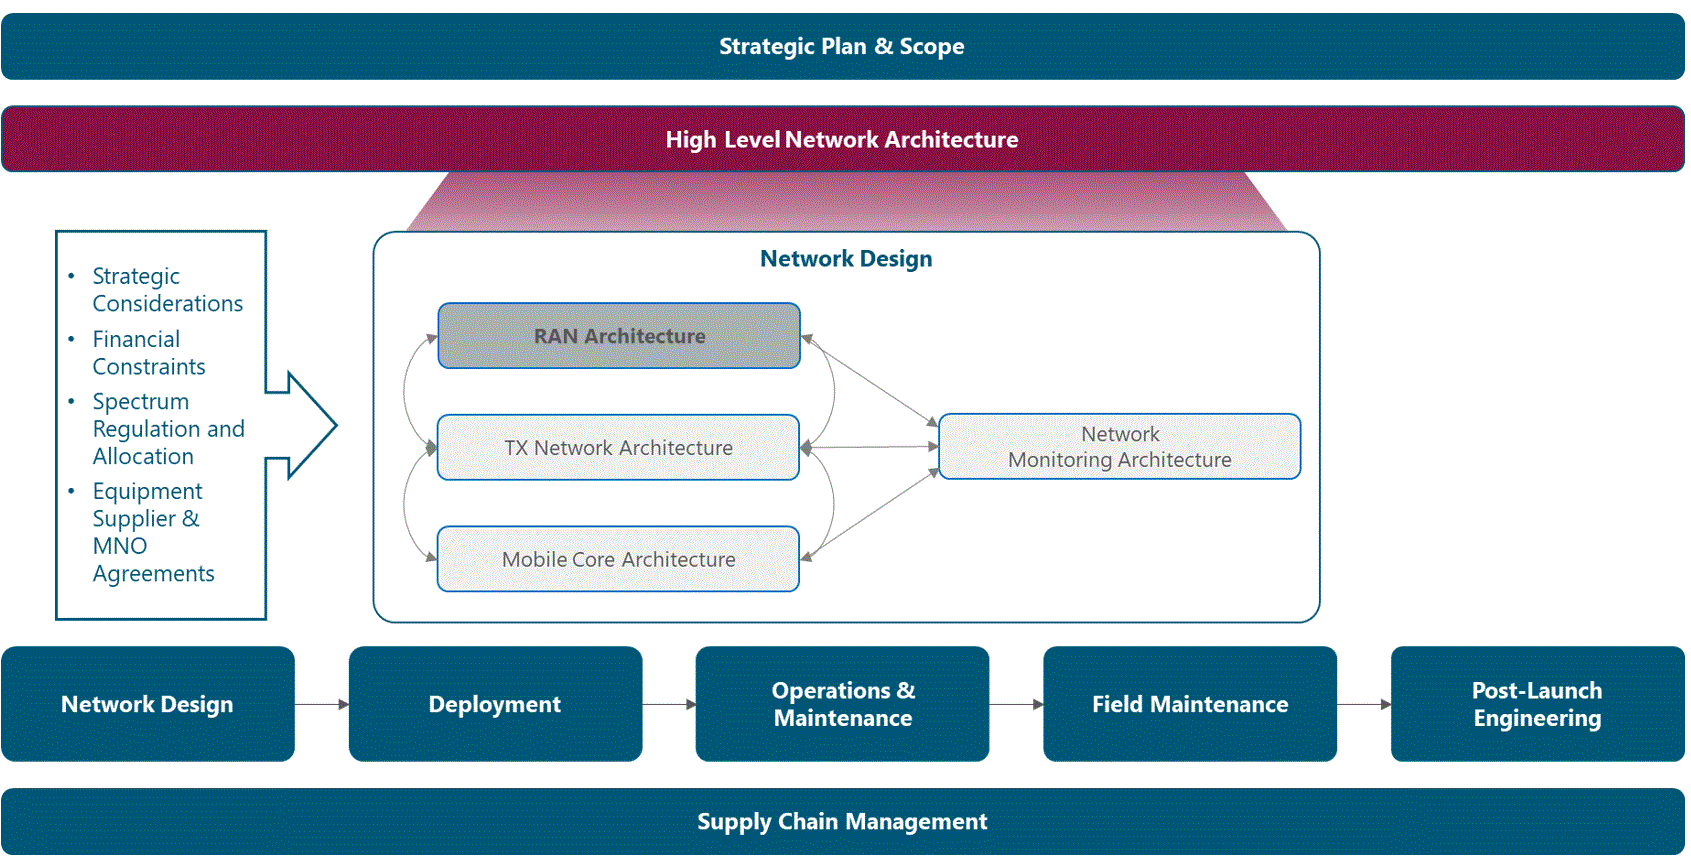 Strategic Plan & Scope
High Level Network Architecture
• Strategic
Considerations
• Financial
Constraints
• Spectrum
Regulation and
Allocation
• Equipment
Supplier &
MNO
Agreements
Network Design
RAN Architecture
TX Network Architecture
Mobile Core Architecture
Network
Monitoring Architecture
Network Design
Deployment
Operations &
Maintenance
Field Maintenance
Post-Launch
Engineering
Supply Chain Management